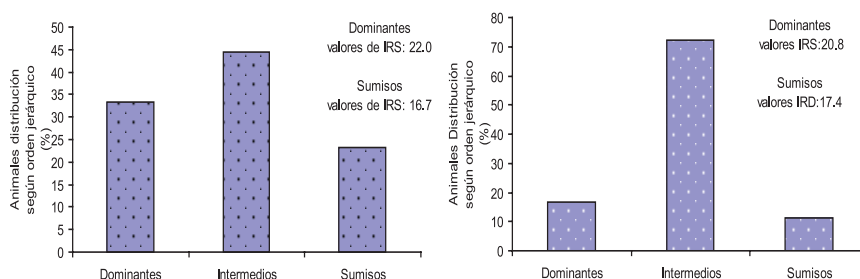 50
45
40
35
30
25
20
15
10
5
0
Animales distribución
según orden jerárquico
(%)
Dominantes
valores de IRS: 22.0
Sumisos
valores de IRS: 16.7
Dominantes Intermedios Sumisos
80
70
60
50
40
30
20
10
0
Animales Distribución
según orden jerárquico
(%)
Dominantes
valores IRS:20.8
Sumisos
valores IRD:17.4
Dominantes Intermedios Sumisos